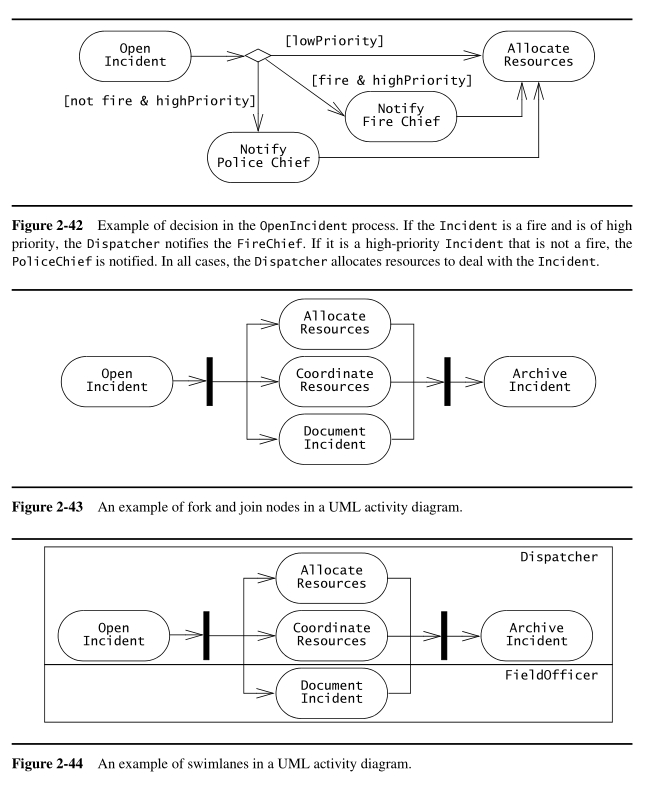 Open
Incident
[lowPriority]
Allocate
Resources
[fire & highPriority]
[not fire & highPriority]
Notify
Fire Chief
Notify
Police Chief
Figure 2-42 Example of decision in the OpenIncident process. If the Incident is a fire and is of high
priority, the Dispatcher notifies the FireChief. If it is a high-priority Incident that is not a fire, the
PoliceChief is notified. In all cases, the Dispatcher allocates resources to deal with the Incident.
Allocate
Resources
Open
Incident
Coordinate
Resources
Archive
Incident
Document
Incident
Figure 2-43 An example of fork and join nodes in a UML activity diagram.
Dispatcher
Allocate
Resources
Open
Incident
Coordinate
Resources
Archive
Incident
FieldOfficer
Document
Incident
Figure 2-44 An example of swimlanes in a UML activity diagram.